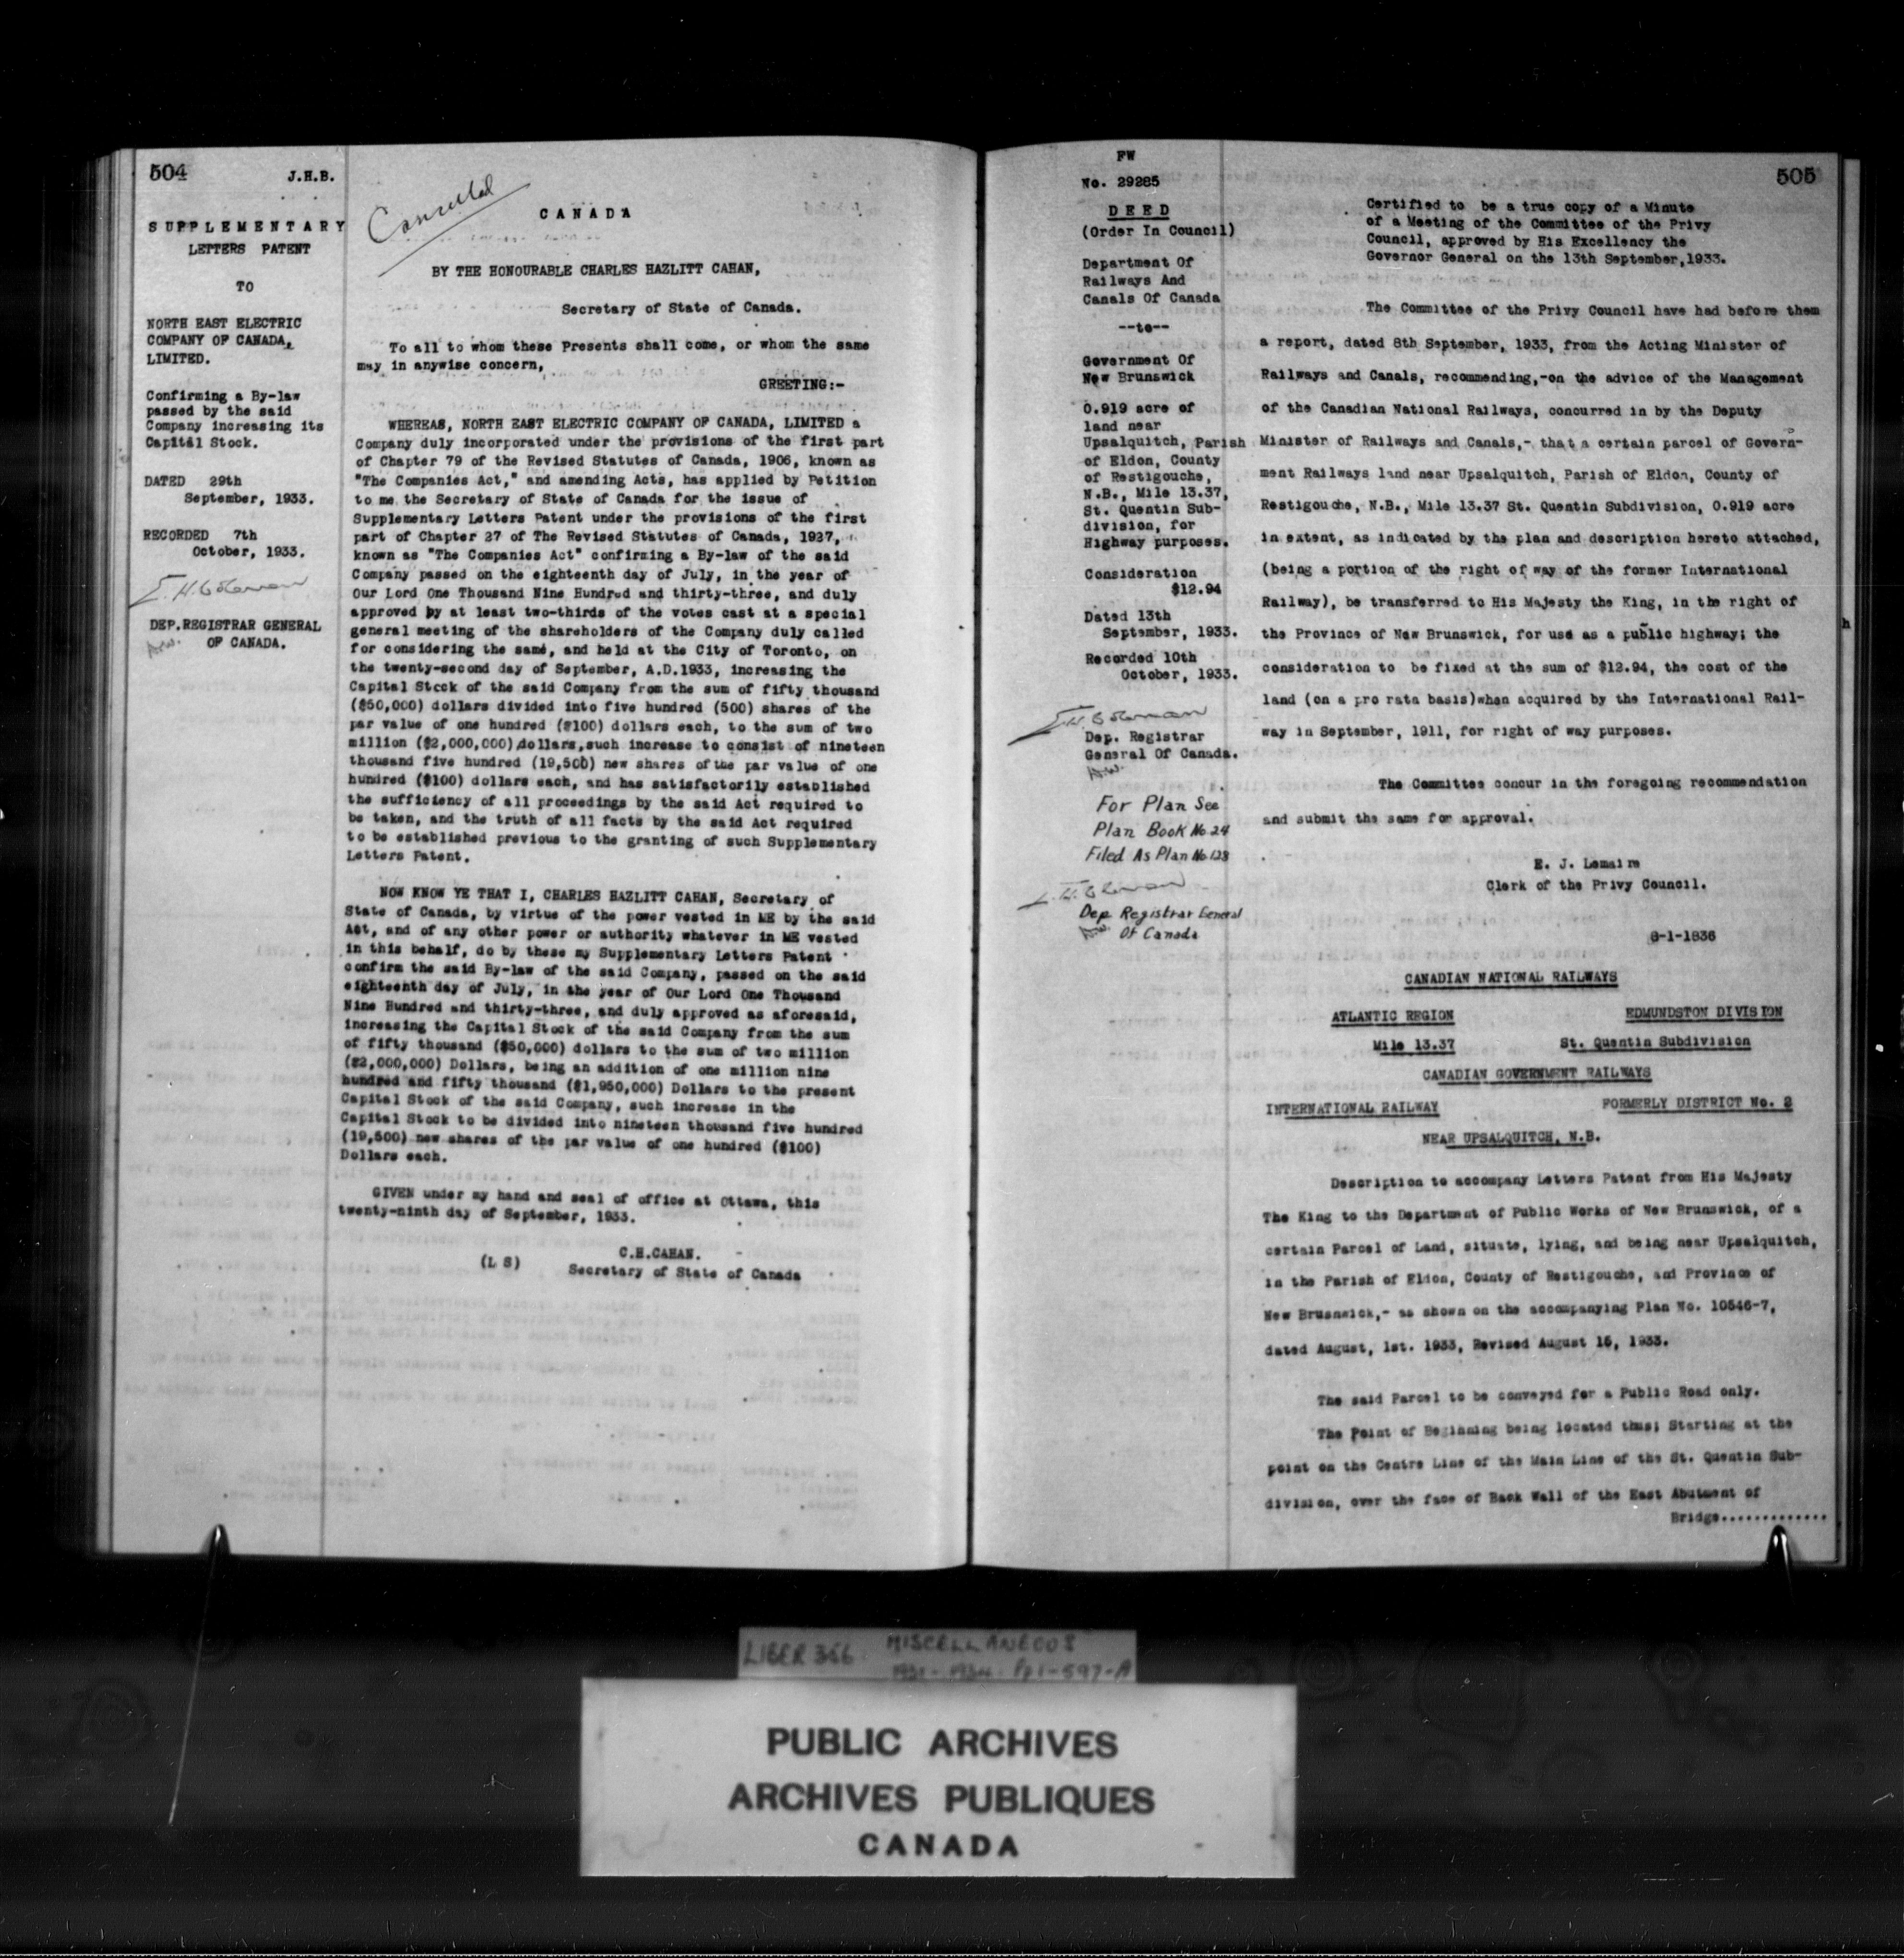 504
J.H.B.
SUPPLEMENTARY
LETTERS PATENT
TO
NORTH EAST ELECTRIC
COMPANY OF CANADA,
LIMITED.
Confirming a By-law
passed by the said
Company increasing its
Capital Stock.
DATED 29th
September, 1933.
RECORDED 7th
October, 1933.
DEP.REGISTRAR GENERAL
OF CANADA.
Cancelled
CANADA
BY THE HONOURABLE CHARLES HAZLITT CAHAN,
Secretary of State of Canada.
To all to whom these Presents shall come, or whom the same
may in anywise concern,
GREETING:-
WHEREAS, NORTH EAST ELECTRIC COMPANY OF CANADA, LIMITED a
Company duly incorporated under the provisions of the first part
of Chapter 79 of the Revised Statutes of Canada, 1906, known as
"The Companies Act," and amending Acts, has applied by Petition
to me the Secretary of State of Canada for the issue of
Supplementary Letters Patent under the provisions of the first
part of Chapter 27 of The Revised Statutes of Canada, 1927,
known as "The Companies Act" confirming a By-law of the said
Company passed on the eighteenth day of July, in the year of
Our Lord One Thousand Nine Hundred and thirty-three, and duly
approved by at least two-thirds of the votes cast at a special
general meeting of the shareholders of the Company duly called
for considering the same, and held at the City of Toronto, on
the twenty-second day of September, A.D.1933, increasing the
Capital Stock of the said Company from the sum of fifty thousand
($50,000) dollars divided into five hundred (500) shares of the
par value of one hundred ($100) dollars each, to the sum of two
million ($2,000,000) dollars, such increase to consist of nineteen
thousand five hundred (19,500) new shares of the par value of one
hundred ($100) dollars each, and has satisfactorily established
the sufficiency of all proceedings by the said Act required to
be taken, and the truth of all facts by the said Act required
to be established previous to the granting of such Supplementary
Letters Patent.
NOW KNOW YE THAT I, CHARLES HAZLITT CAHAN, Secretary of
State of Canada, by virtue of the power vested in ME by the said
Act, and of any other power or authority whatever in ME vested
in this behalf, do by these my Supplementary Letters Patent
confirm the said By-law of the said Company, passed on the said
eighteenth day of July, in the year of Our Lord One Thousand
Nine Hundred and thirty-three, and duly approved as aforesaid,
increasing the Capital Stock of the said Company from the sum
of fifty thousand ($50,000) dollars to the sum of two million
($2,000,000) Dollars, being an addition of one million nine
hundred and fifty thousand ($1,950,000) Dollars to the present
Capital Stock of the said Company, such increase in the
Capital Stock to be divided into nineteen thousand five hundred
(19,500) new shares of the par value of one hundred ($100)
Dollars each.
GIVEN under my hand and seal of office at Ottawa, this
twenty-ninth day of September, 1933.
C.H.CAHAN.
(L S) Secretary of State of Canada
FW
No. 29285
DEED
(Order In Council)
Department Of
Railways And
Canals Of Canada
--to--
Government Of
New Brunswick
0.919 acre of
land near
Upsalquitch, Parish
of Eldon, County
of Restigouche,
N.B., Mile 13.37,
St. Quentin Sub-
division, for
Highway purposes.
Consideration
$12.94
Dated 13th
September, 1933.
Recorded 10th
October, 1933.
Dep. Registrar
General Of Canada.
For Plan See
Plan Book No. 24
Filed As Plan No 128
Dep. Registrar General
Of Canada
505
Certified to be a true copy of a Minute
of a Meeting of the Committee of the Privy
Council, approved by His Excellency the
Governor General on the 13th September,1933.
The Committee of the Privy Council have had before them
a report, dated 8th September, 1933, from the Acting Minister of
Railways and Canals, recommending,-on the advice of the Management
of the Canadian National Railways, concurred in by the Deputy
Minister of Railways and Canals,- that a certain parcel of Govern-
ment Railways land near Upsalquitch, Parish of Eldon, County of
Restigouche, N.B., Mile 13.37 St. Quentin Subdivision, 0.919 acre
in extent, as indicated by the plan and description hereto attached,
(being a portion of the right of way of the former International
Railway), be transferred to His Majesty the King, in the right of
the Province of New Brunswick, for use as a public highway; the
consideration to be fixed at the sum of $12.94, the cost of the
land (on a pro rata basis)when acquired by the International Rail-
way in September, 1911, for right of way purposes.
The Committee concur in the foregoing recommendation
and submit the same for approval.
E. J. Lemaire
Clerk of the Privy Council.
6-1-1836
CANADIAN NATIONAL RAILWAYS
ATLANTIC REGION EDMUNDSTON DIVISION
Mile 13.37 St. Quentin Subdivision
CANADIAN GOVERNMENT RAILWAYS
INTERNATIONAL RAILWAY FORMERLY DISTRICT No. 2
NEAR UPSALQUITCH, N.B.
Description to accompany Letters Patent from His Majesty
The King to the Department of Public Works of New Brunswick, of a
certain Parcel of Land, situate, lying, and being near Upsalquitch,
in the Parish of Eldon, County of Restigouche, and Province of
New Brusnwick,- as shown on the accompanying Plan No. 10546-7,
dated August, 1st. 1933, Revised August 15, 1933.
The said Parcel to be conveyed for a Public Road only.
The Point of Beginning being located thus; Starting at the
point on the Centre Line of the Main Line of the St. Quentin Sub-
division, over the face of Back Wall of the East Abutment of
Bridge.............
LIBER 366 MISCELLANEOUS
1931-1934 Pp 1-597-A
PUBLIC ARCHIVES
ARCHIVES PUBLIQUES
CANADA